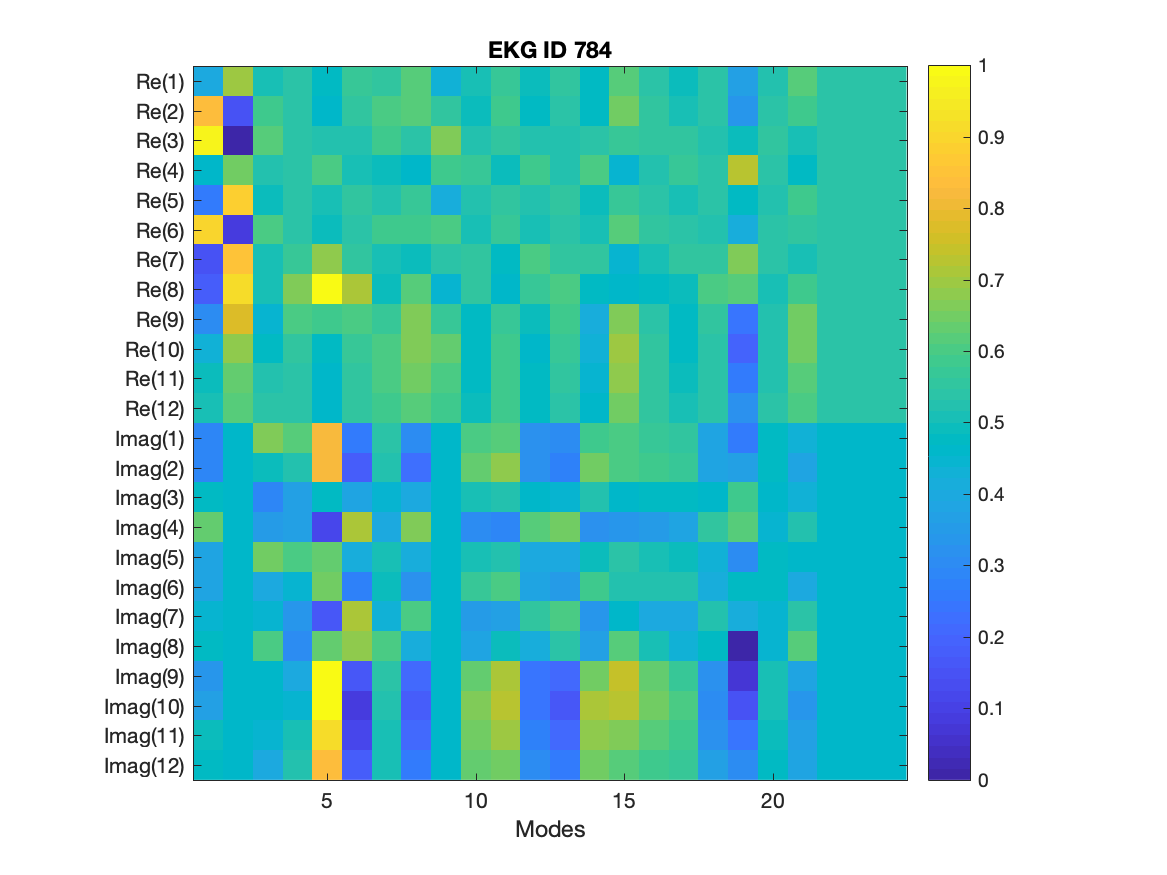 EKG ID 784
Re(1)
Re(2)
Re(3)
Re(4)
Re(5)
Re(6)
Re(7)
Re(8)
Re(9)
Re(10)
Re(11)
Re(12)
Imag(1)
Imag(2)
Imag(3)
Imag(4)
Imag(5)
Imag(6)
Imag(7)
Imag(8)
Imag(9)
Imag(10)
Imag(11)
Imag(12)
5 10 15 20
Modes
1
0.9
0.8
0.7
0.6
0.5
0.4
0.3
0.2
0.1
0